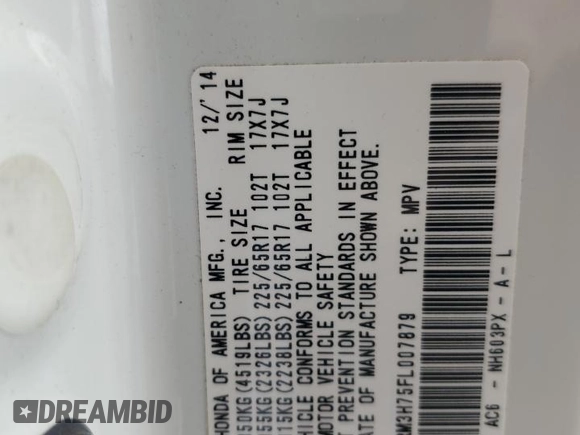 HONDA OF AMERICA MFG., INC. 12/'14
50KG(4519LBS) TIRE SIZE RIM SIZE
55KG(2326LBS) 225/65R17 102T 17X7J
15KG(2238LBS) 225/65R17 102T 17X7J
CONFORMS TO ALL APPLICABLE
MOTOR VEHICLE SAFETY
PREVENTION STANDARDS IN EFFECT
OF MANUFACTURE SHOWN ABOVE.
M3H75FL007879 TYPE: MPV
AC6 - NH603PX - A - L
AUTOBIDCAR